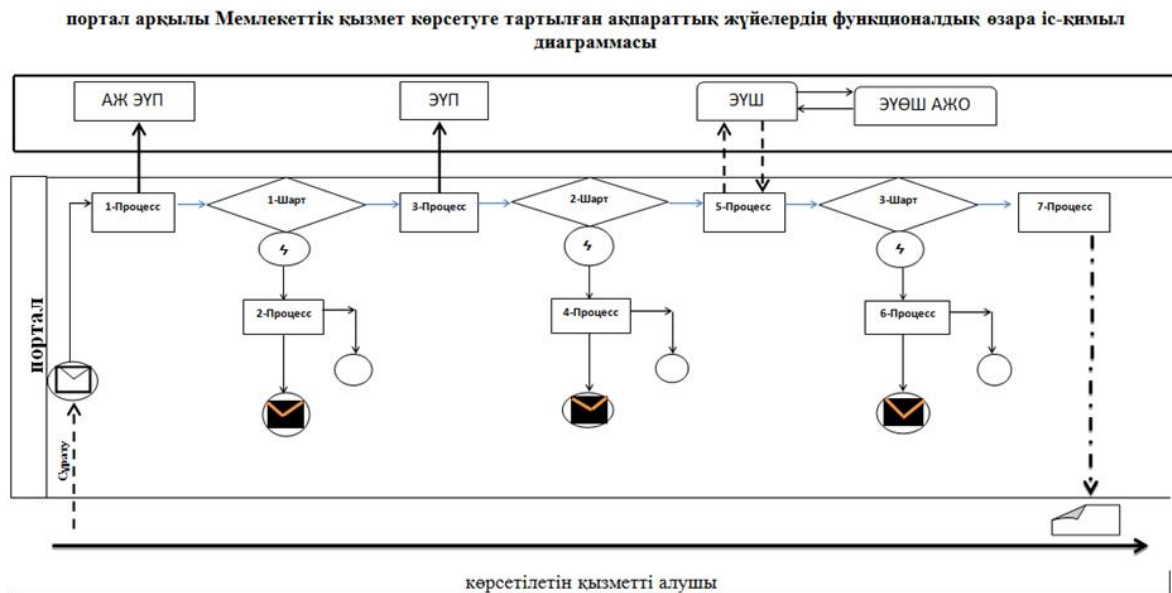 портал арқылы Мемлекеттік қызмет көрсетуге тартылған ақпараттық жүйелердің функционалдық өзара іс-қимыл
диаграммасы
АЖ ЭҮП
ЭҮП
ЭҮШ
ЭҮӨШ АЖО
1-Процесс
1-Шарт
3-Процесс
2-Шарт
5-Процесс
3-Шарт
7-Процесс
2-Процесс
4-Процесс
6-Процесс
портал
Сұрату
көрсетілетін қызметті алушы